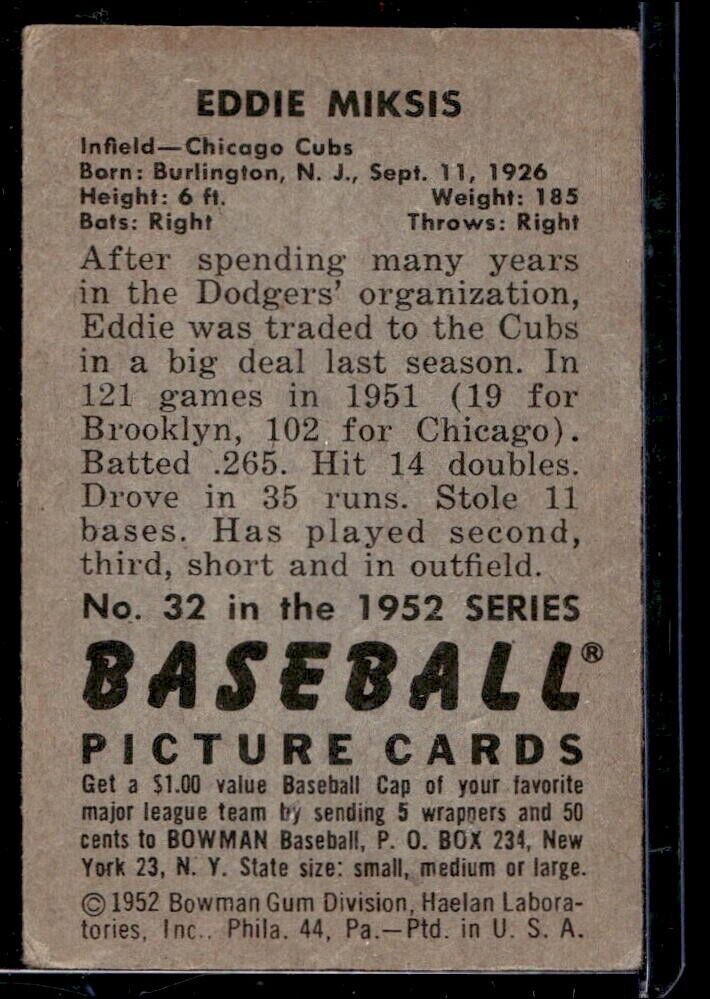 EDDIE MIKSIS
Infield—Chicago Cubs
Born: Burlington, N. J., Sept. 11, 1926
Height: 6 ft. Weight: 185
Bats: Right Throws: Right
After spending many years
in the Dodgers' organization,
Eddie was traded to the Cubs
in a big deal last season. In
121 games in 1951 (19 for
Brooklyn, 102 for Chicago).
Batted .265. Hit 14 doubles.
Drove in 35 runs. Stole 11
bases. Has played second,
third, short and in outfield.
No. 32 in the 1952 SERIES
BASEBALL®
PICTURE CARDS
Get a $1.00 value Baseball Cap of your favorite
major league team by sending 5 wrappers and 50
cents to BOWMAN Baseball, P. O. BOX 234, New
York 23, N. Y. State size: small, medium or large.
©1952 Bowman Gum Division, Haelan Labora-
tories, Inc., Phila. 44, Pa.—Ptd. in U. S. A.